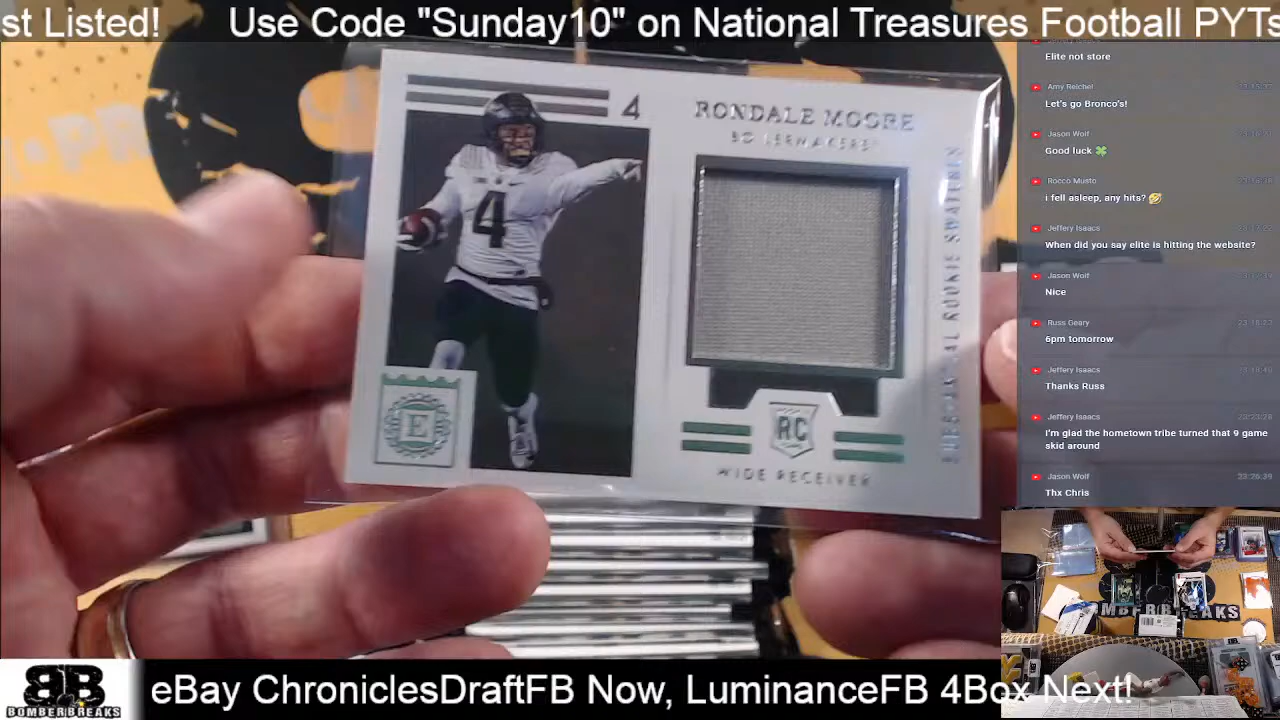 st Listed! Use Code "Sunday10" on National Treasures Football PYTs
4
RONDALE MOORE
BOILERMAKERS
4
ROOKIE SWATCHES
E
RC
WIDE RECEIVER
Elite not store
Amy Reichel
Let's go Bronco's!
Jason Wolf
Good luck 🍀
Rocco Musto
i fell asleep, any hits? 🤣
Jeffery Isaacs
When did you say elite is hitting the website?
Jason Wolf
Nice
Russ Geary
6pm tomorrow
Jeffery Isaacs
Thanks Russ
Jeffery Isaacs
I'm glad the hometown tribe turned that 9 game
skid around
Jason Wolf
Thx Chris
BOMBERBREAKS
BB
BOMBERBREAKS
eBay ChroniclesDraftFB Now, LuminanceFB 4Box Next!